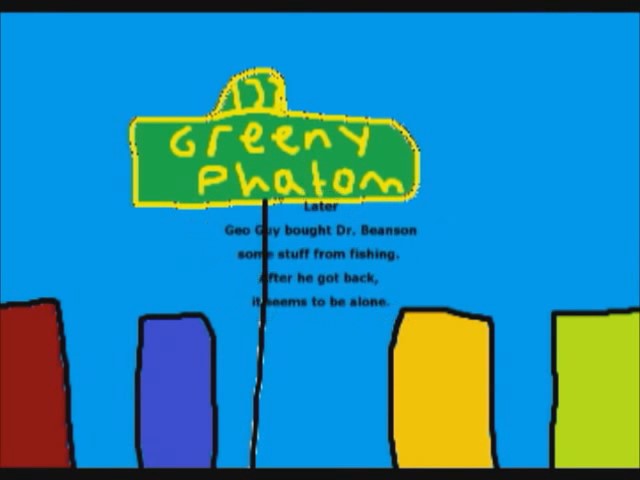 123
Greeny
Phatom
Later
Geo Guy bought Dr. Beanson
some stuff from fishing.
After he got back,
it seems to be alone.